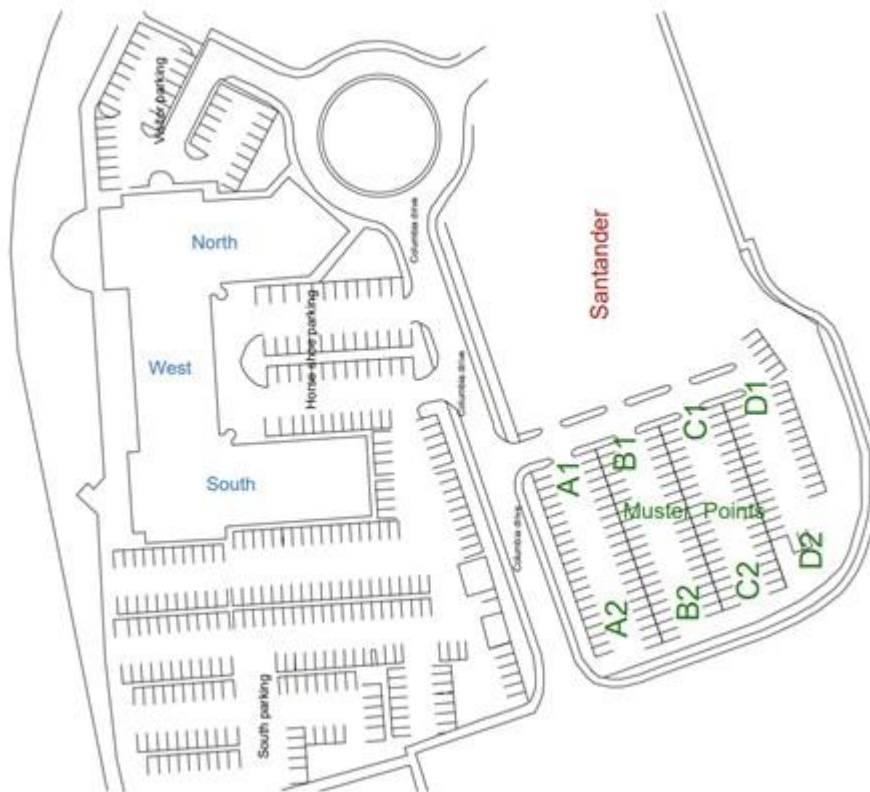 Visitor parking
North
Columbia drive
Santander
Horse shoe parking
West
Columbia drive
South
A1
B1
C1
D1
Muster Points
Columbia drive
A2
B2
C2
D2
South parking